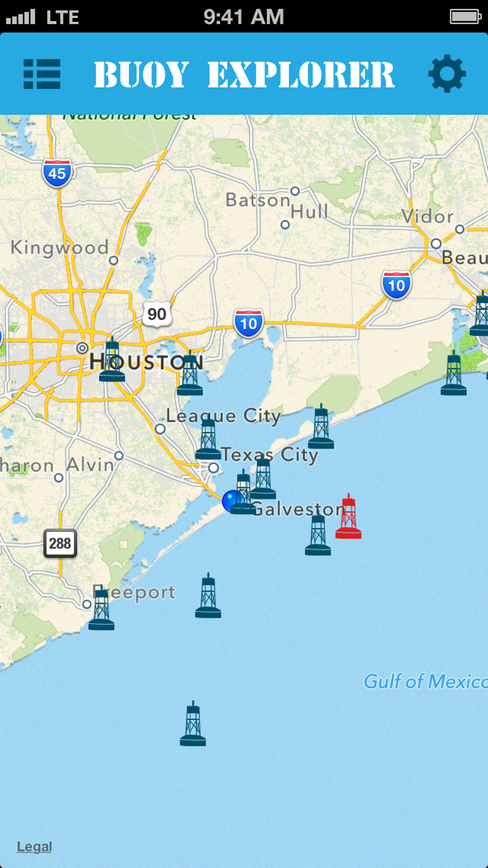 LTE 9:41 AM
BUOY EXPLORER
National Forest
45
Batson
Hull
Vidor
Kingwood
Beau
10
90
10
HOUSTON
League City
Texas City
haron Alvin
Galveston
288
reeport
Gulf of Mexico
Legal